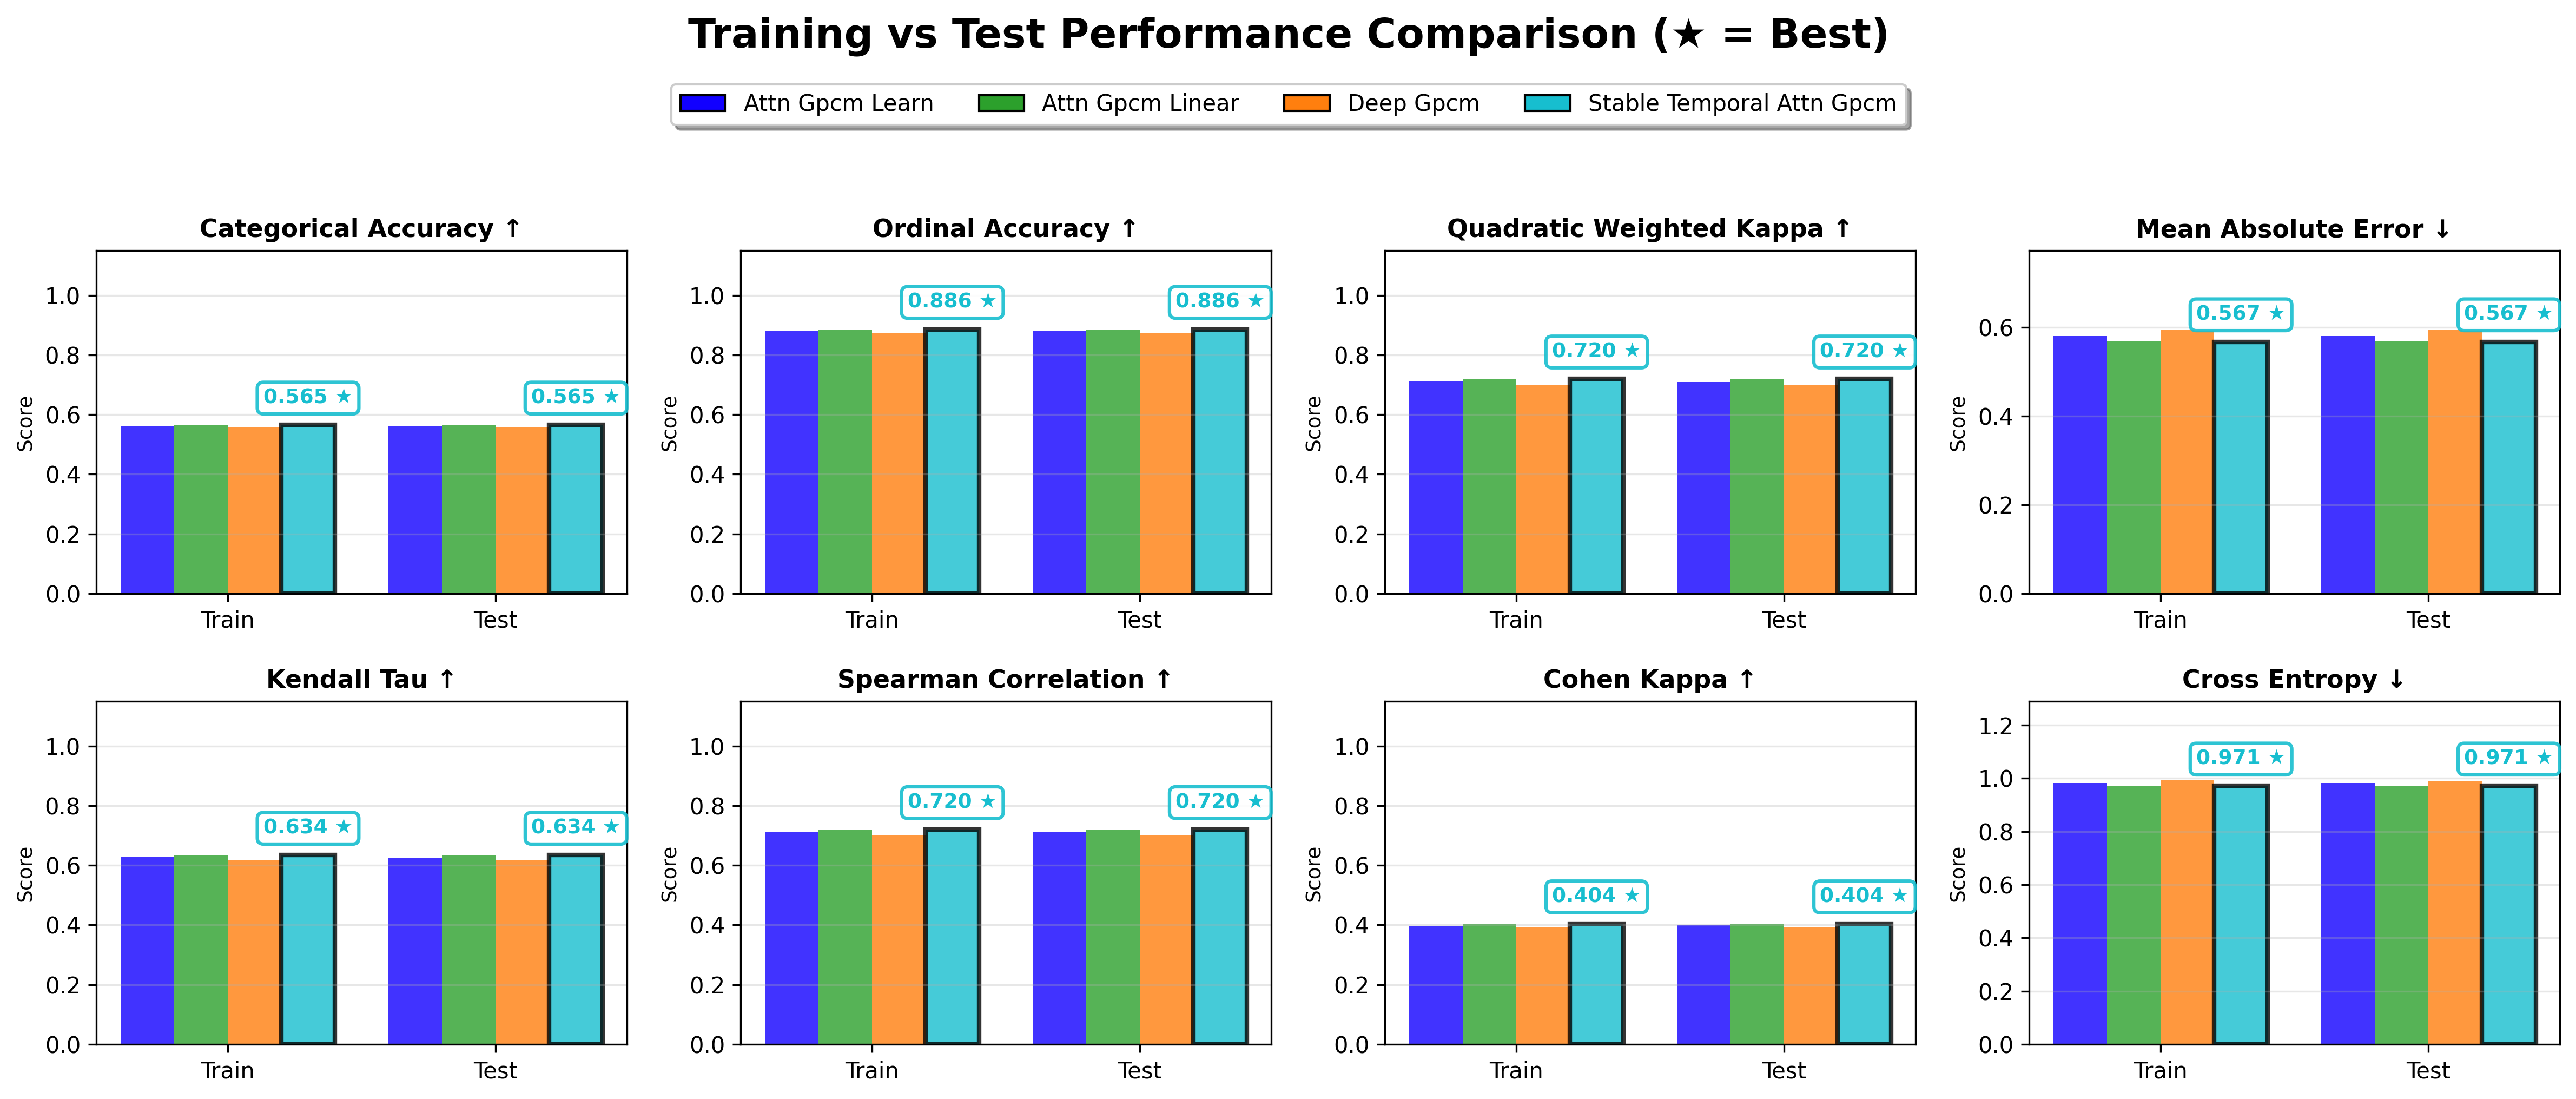 Training vs Test Performance Comparison (★ = Best)
Attn Gpcm Learn
Attn Gpcm Linear
Deep Gpcm
Stable Temporal Attn Gpcm
Categorical Accuracy ↑
Score
1.0
0.8
0.6
0.4
0.2
0.0
0.565 ★
0.565 ★
Train
Test
Ordinal Accuracy ↑
Score
1.0
0.8
0.6
0.4
0.2
0.0
0.886 ★
0.886 ★
Train
Test
Quadratic Weighted Kappa ↑
Score
1.0
0.8
0.6
0.4
0.2
0.0
0.720 ★
0.720 ★
Train
Test
Mean Absolute Error ↓
Score
0.6
0.4
0.2
0.0
0.567 ★
0.567 ★
Train
Test
Kendall Tau ↑
Score
1.0
0.8
0.6
0.4
0.2
0.0
0.634 ★
0.634 ★
Train
Test
Spearman Correlation ↑
Score
1.0
0.8
0.6
0.4
0.2
0.0
0.720 ★
0.720 ★
Train
Test
Cohen Kappa ↑
Score
1.0
0.8
0.6
0.4
0.2
0.0
0.404 ★
0.404 ★
Train
Test
Cross Entropy ↓
Score
1.2
1.0
0.8
0.6
0.4
0.2
0.0
0.971 ★
0.971 ★
Train
Test